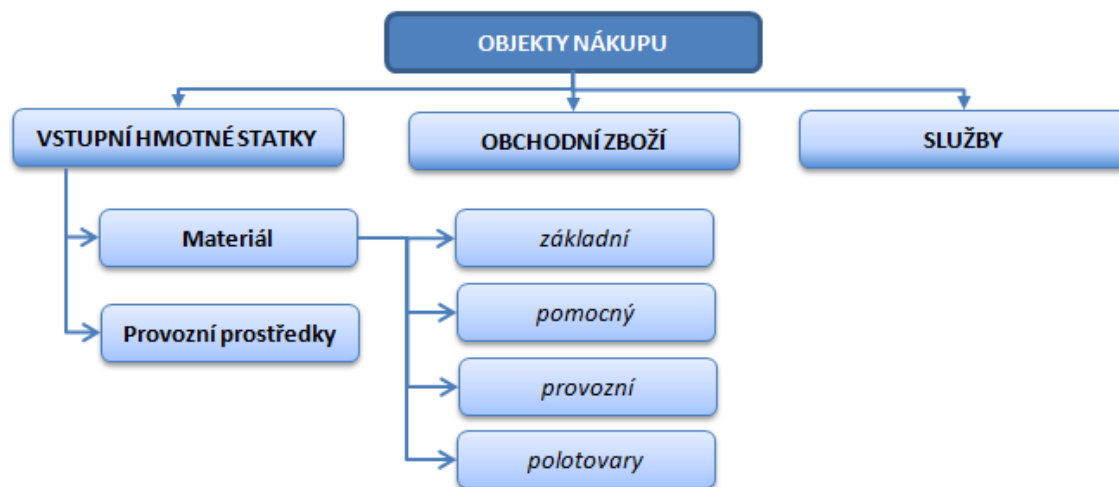 OBJEKTY NÁKUPU
VSTUPNÍ HMOTNÉ STATKY
OBCHODNÍ ZBOŽÍ
SLUŽBY
Materiál
základní
pomocný
Provozní prostředky
provozní
polotovary